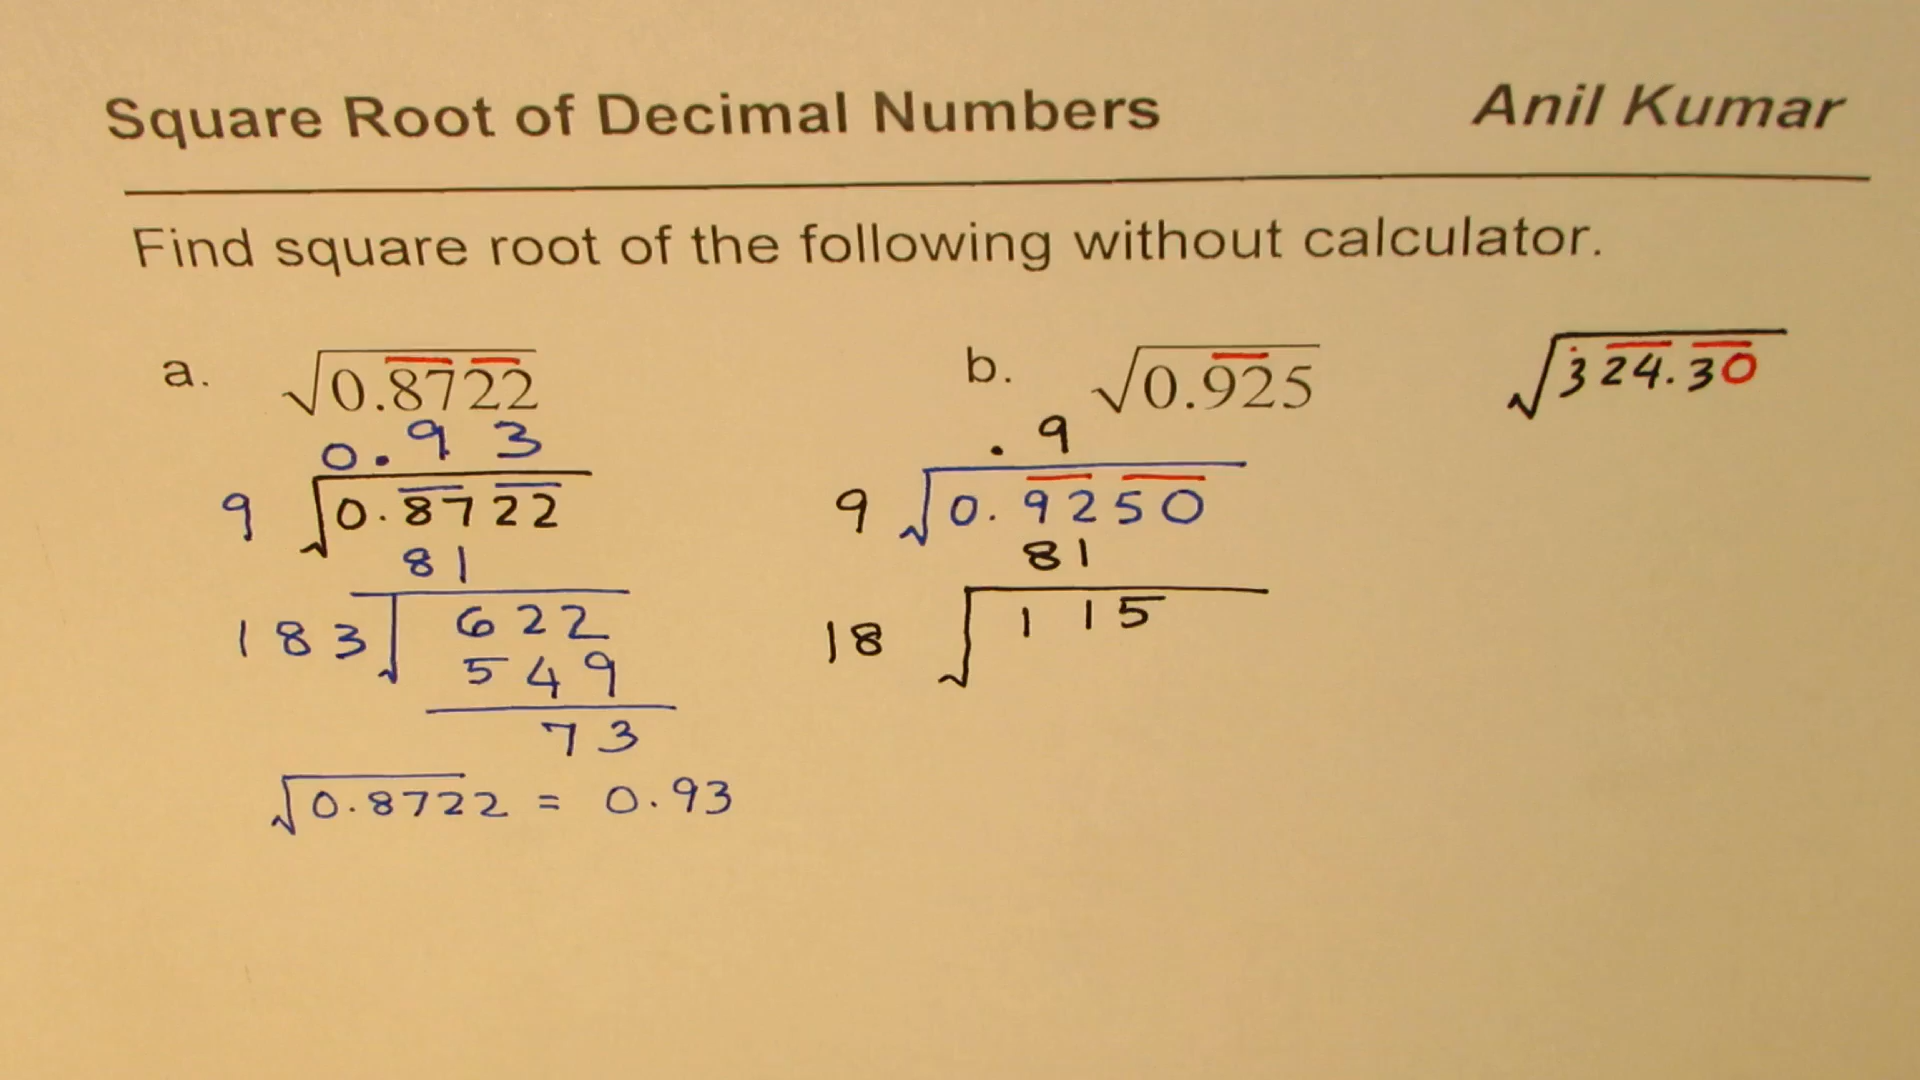 Square Root of Decimal Numbers Anil Kumar
Find square root of the following without calculator.
a. √0.8722
0.93
9 √0.8722
81
183 √622
549
73
√0.8722 = 0.93
b. √0.925
.9
9 √0.9250
81
18 √115
√324.30